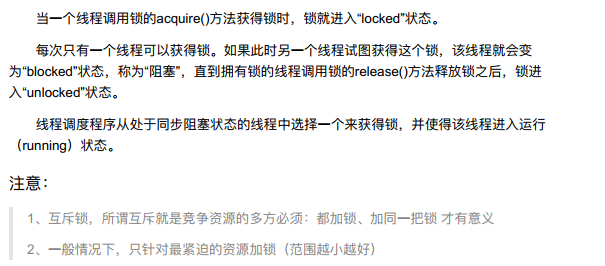 当一个线程调用锁的acquire()方法获得锁时，锁就进入“locked”状态。
每次只有一个线程可以获得锁。如果此时另一个线程试图获得这个锁，该线程就会变
为“blocked”状态，称为“阻塞”，直到拥有锁的线程调用锁的release()方法释放锁之后，锁进
入“unlocked”状态。
线程调度程序从处于同步阻塞状态的线程中选择一个来获得锁，并使得该线程进入运行
（running）状态。
注意：
1、互斥锁，所谓互斥就是竞争资源的多方必须：都加锁、加同一把锁 才有意义
2、一般情况下，只针对最紧迫的资源加锁（范围越小越好）